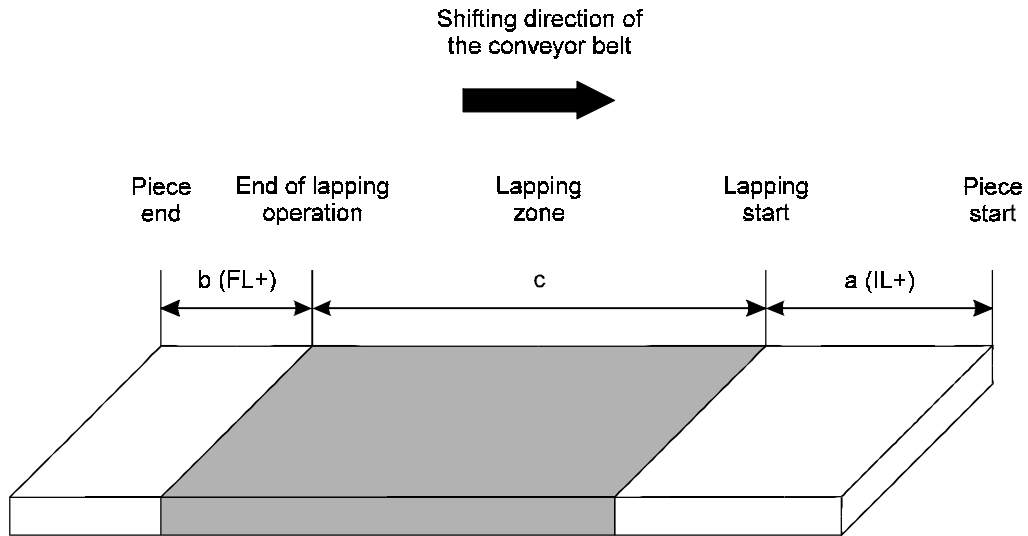 Shifting direction of
the conveyor belt
Piece
end
End of lapping
operation
Lapping
zone
Lapping
start
Piece
start
b (FL+)
c
a (IL+)